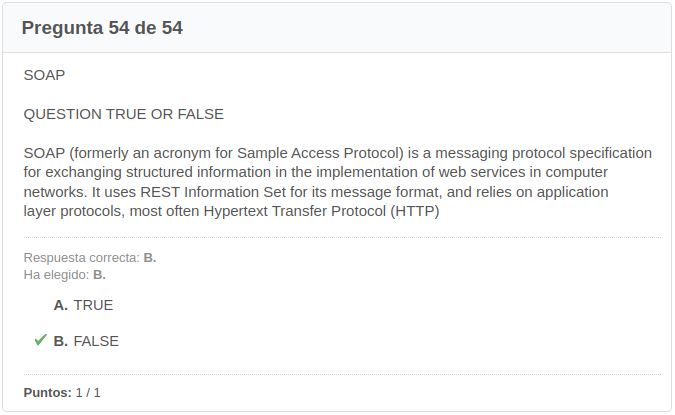 Pregunta 54 de 54
SOAP
QUESTION TRUE OR FALSE
SOAP (formerly an acronym for Sample Access Protocol) is a messaging protocol specification
for exchanging structured information in the implementation of web services in computer
networks. It uses REST Information Set for its message format, and relies on application
layer protocols, most often Hypertext Transfer Protocol (HTTP)
Respuesta correcta: B.
Ha elegido: B.
A. TRUE
B. FALSE
Puntos: 1 / 1